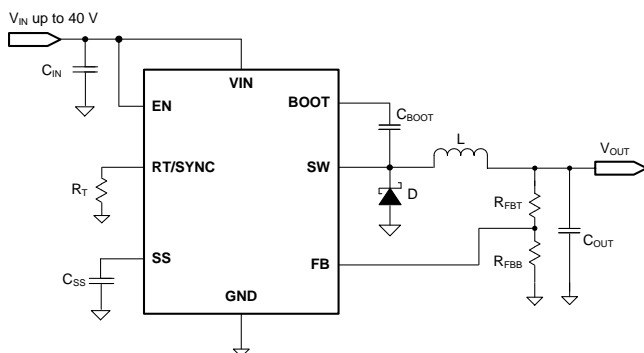 VIN up to 40 V
CIN
VIN
EN
BOOT
CBOOT
RT/SYNC
SW
L
VOUT
RT
D
RFBT
COUT
RFBB
CSS
SS
FB
GND